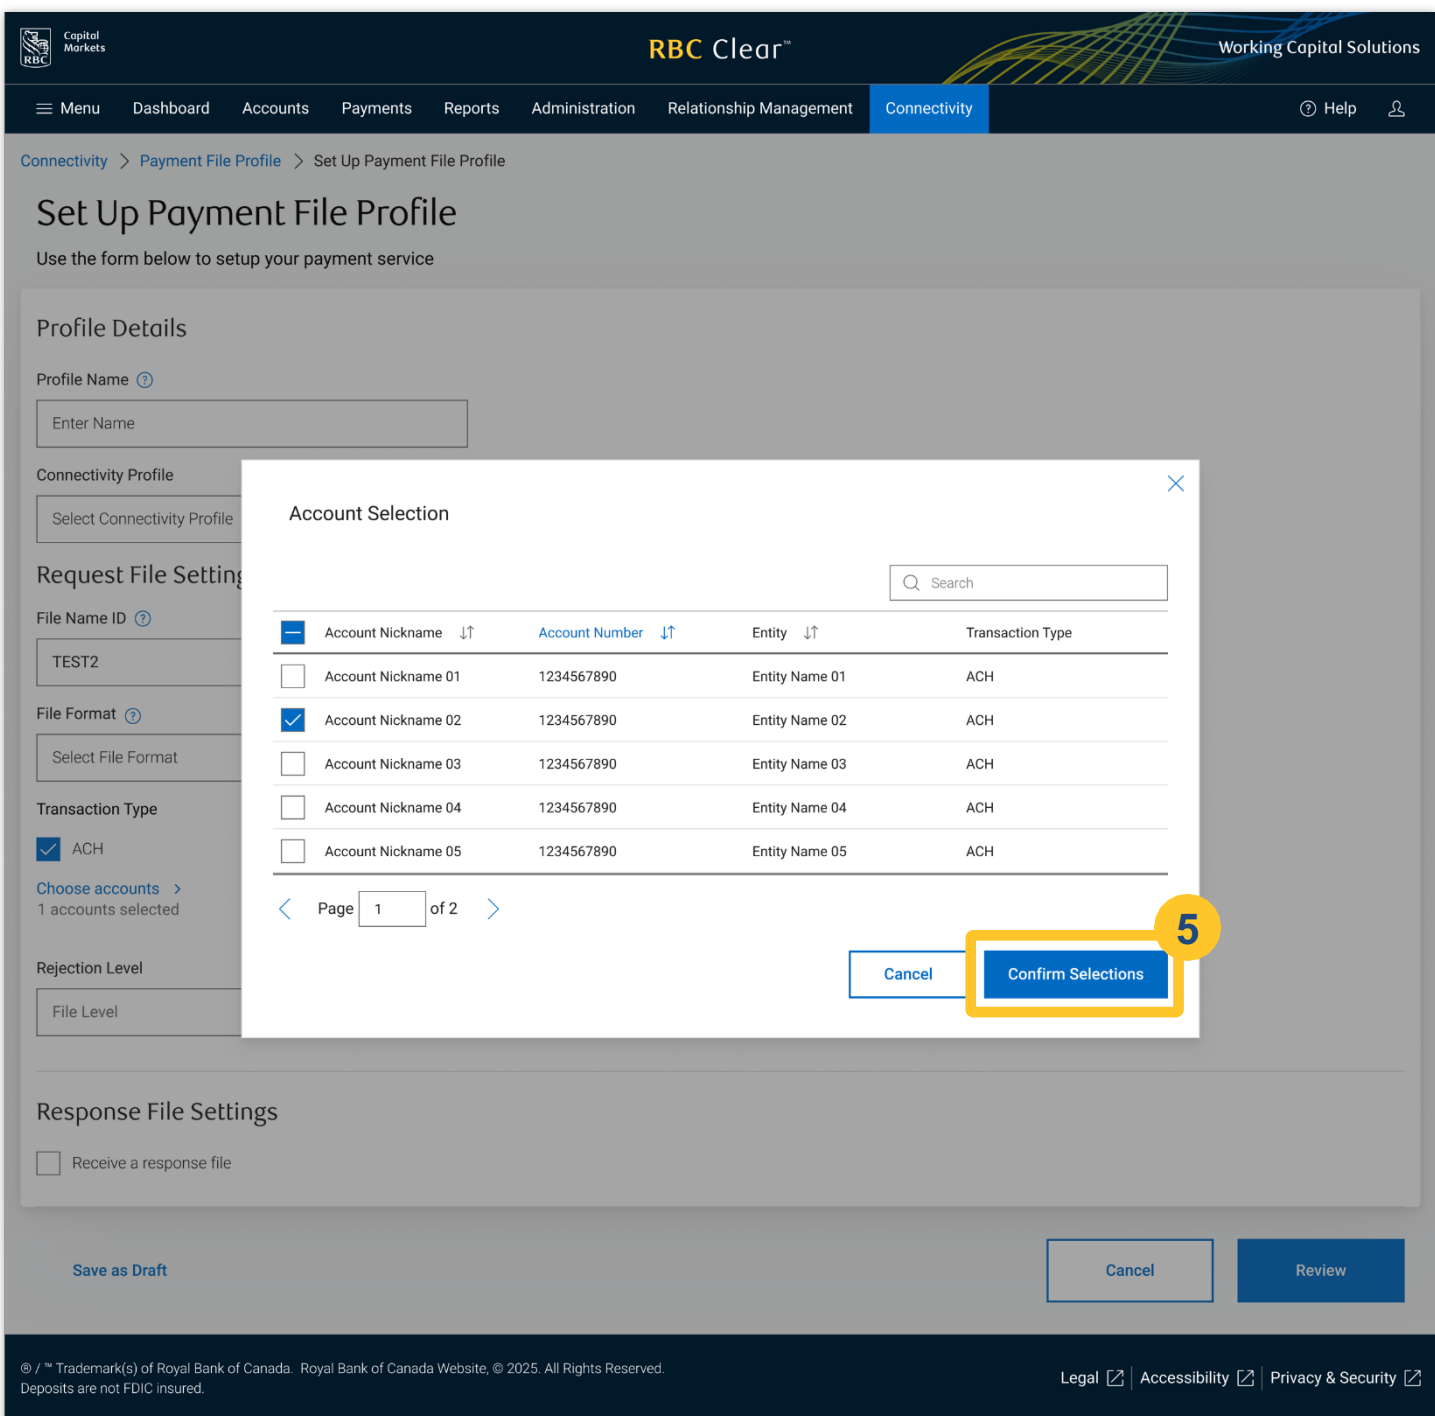 Capital
Markets
RBC
RBC Clear™
Working Capital Solutions
Menu Dashboard Accounts Payments Reports Administration Relationship Management Connectivity Help
Connectivity > Payment File Profile > Set Up Payment File Profile
Set Up Payment File Profile
Use the form below to setup your payment service
Profile Details
Profile Name ?
Enter Name
Connectivity Profile
Select Connectivity Profile
Request File Setting
File Name ID ?
TEST2
File Format ?
Select File Format
Transaction Type
ACH
Choose accounts >
1 accounts selected
Rejection Level
File Level
Account Selection
Search
Account Nickname Account Number Entity Transaction Type
Account Nickname 01 1234567890 Entity Name 01 ACH
Account Nickname 02 1234567890 Entity Name 02 ACH
Account Nickname 03 1234567890 Entity Name 03 ACH
Account Nickname 04 1234567890 Entity Name 04 ACH
Account Nickname 05 1234567890 Entity Name 05 ACH
Page 1 of 2
5
Cancel Confirm Selections
Response File Settings
Receive a response file
Save as Draft Cancel Review
® / ™ Trademark(s) of Royal Bank of Canada. Royal Bank of Canada Website, © 2025. All Rights Reserved.
Deposits are not FDIC insured.
Legal | Accessibility | Privacy & Security